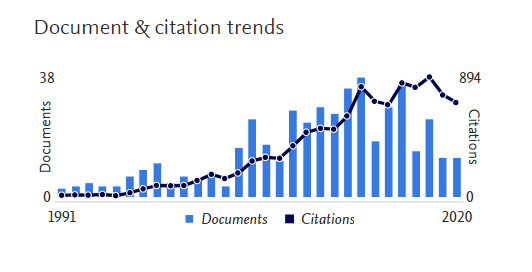 Document & citation trends
38
894
Documents
Citations
0
0
1991
2020
Documents
Citations